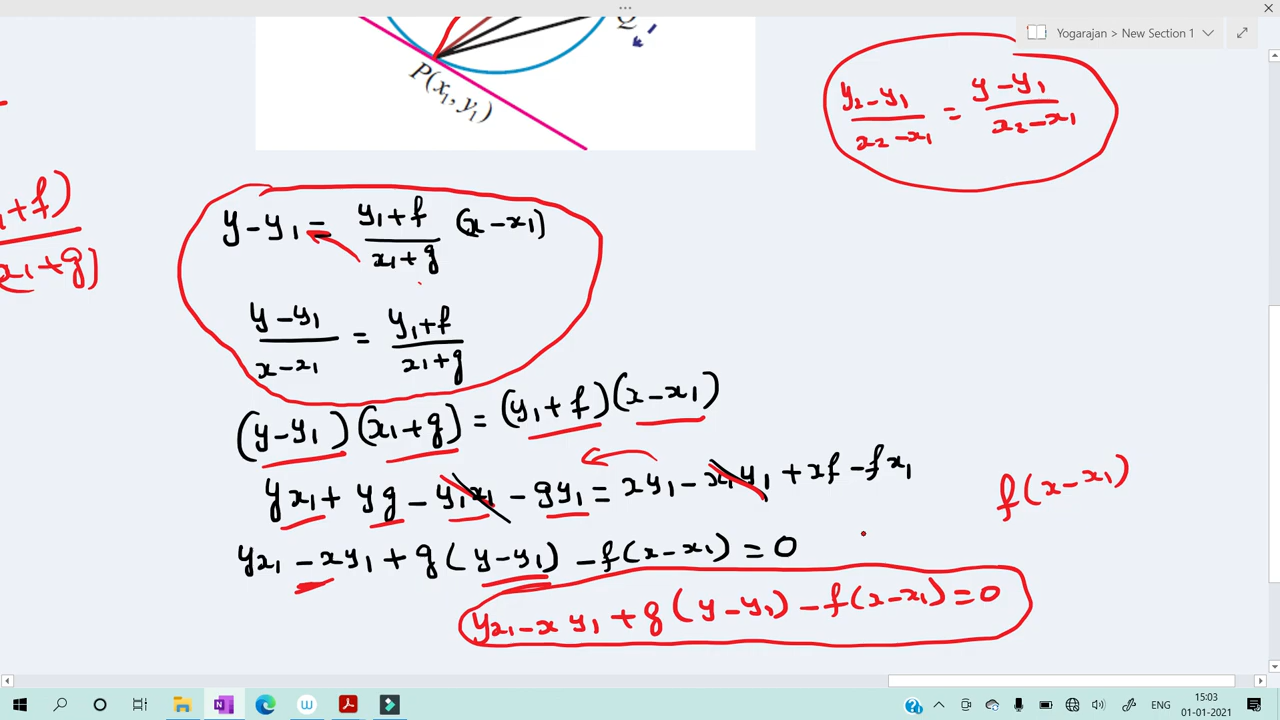 Yogarajan > New Section 1
Q
P(x₁, y₁)
y₂-y₁/x₂-x₁ = y-y₁/x₂-x₁
₁+f)
x₁+g)
y-y₁ = y₁+f/x₁+g (x-x₁)
y-y₁/x-x₁ = y₁+f/x₁+g
(y-y₁)(x₁+g) = (y₁+f)(x-x₁)
yx₁ + yg - y₁x₁ - gy₁ = xy₁ - x₁y₁ + xf - fx₁
f(x-x₁)
yx₁ - xy₁ + g(y-y₁) - f(x-x₁) = 0
yx₁-xy₁+g(y-y₁)-f(x-x₁)=0
ENG
15:03
01-01-2021